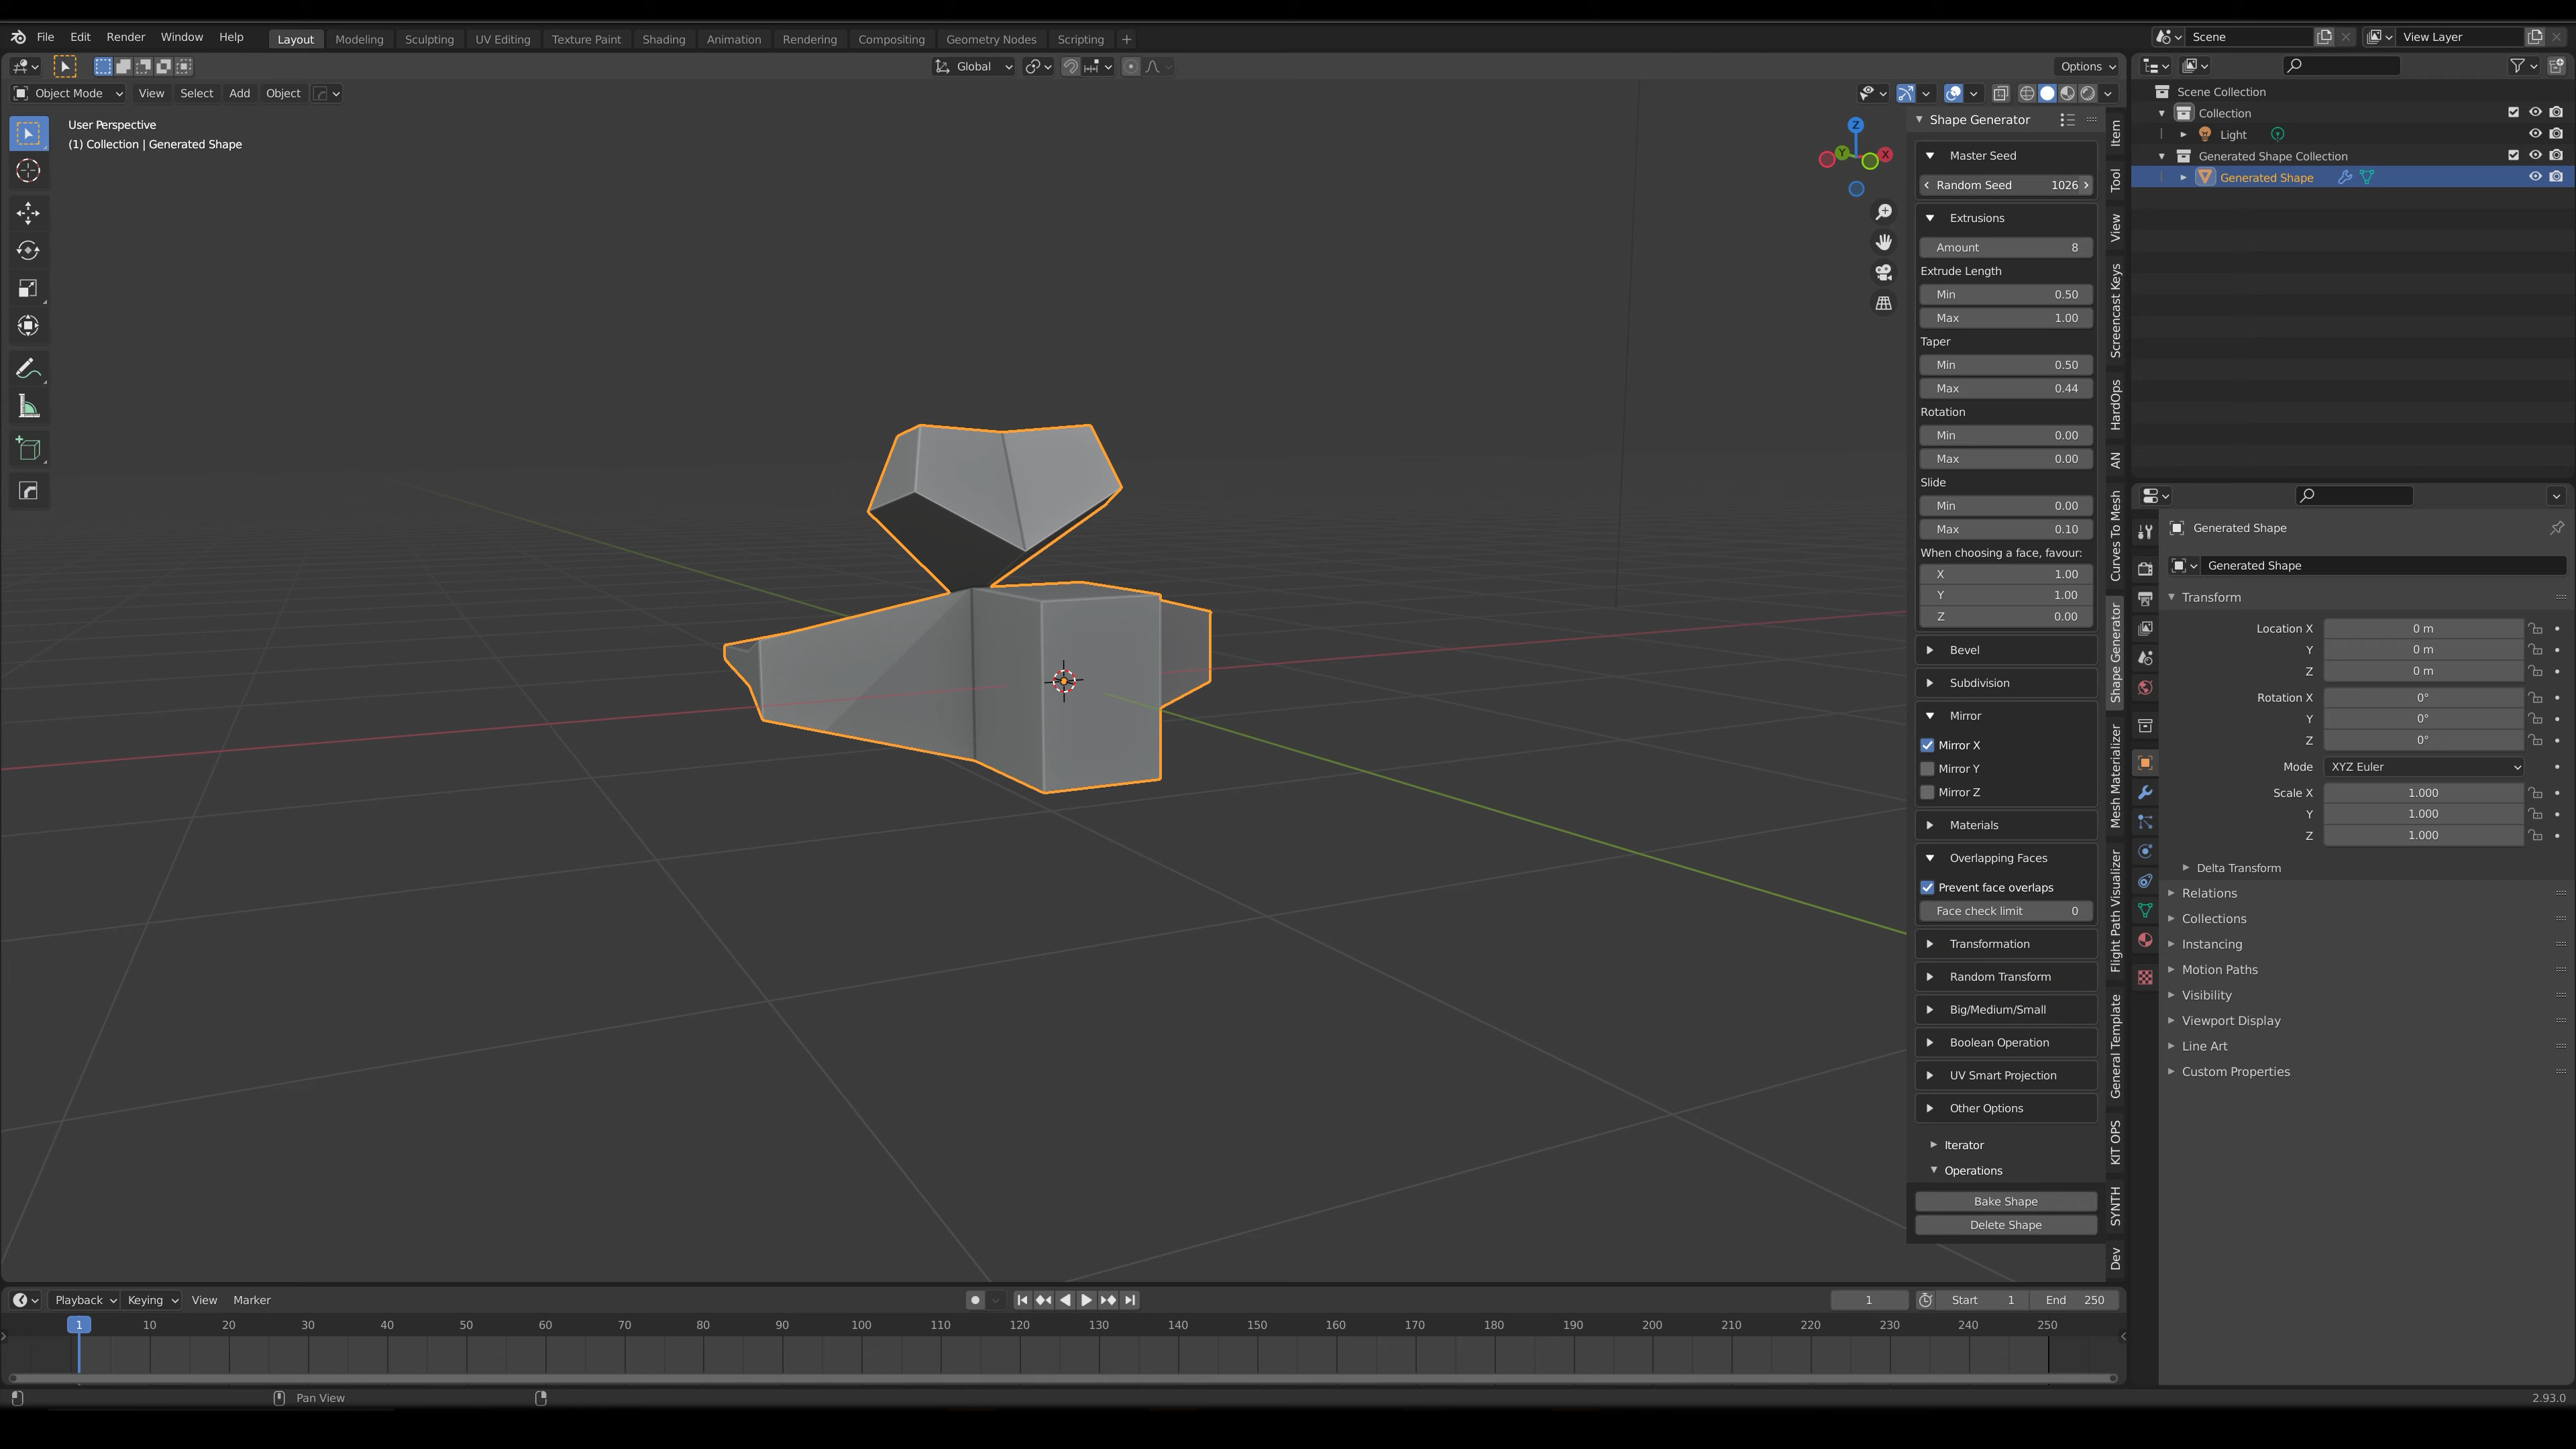 File Edit Render Window Help Layout Modeling Sculpting UV Editing Texture Paint Shading Animation Rendering Compositing Geometry Nodes Scripting + Scene View Layer
Global Options
Object Mode View Select Add Object
User Perspective
(1) Collection | Generated Shape
Z
Y
X
Shape Generator
Master Seed
Random Seed 1026
Extrusions
Amount 8
Extrude Length
Min 0.50
Max 1.00
Taper
Min 0.50
Max 0.44
Rotation
Min 0.00
Max 0.00
Slide
Min 0.00
Max 0.10
When choosing a face, favour:
X 1.00
Y 1.00
Z 0.00
Bevel
Subdivision
Mirror
Mirror X
Mirror Y
Mirror Z
Materials
Overlapping Faces
Prevent face overlaps
Face check limit 0
Transformation
Random Transform
Big/Medium/Small
Boolean Operation
UV Smart Projection
Other Options
Iterator
Operations
Bake Shape
Delete Shape
Item
Tool
View
Screencast Keys
HardOps
AN
Curves To Mesh
Shape Generator
Mesh Materializer
Flight Path Visualizer
General Template
KIT OPS
SYNTH
Dev
Scene Collection
Collection
Light
Generated Shape Collection
Generated Shape
Generated Shape
Generated Shape
Transform
Location X 0 m
Y 0 m
Z 0 m
Rotation X 0°
Y 0°
Z 0°
Mode XYZ Euler
Scale X 1.000
Y 1.000
Z 1.000
Delta Transform
Relations
Collections
Instancing
Motion Paths
Visibility
Viewport Display
Line Art
Custom Properties
Playback Keying View Marker 1 Start 1 End 250
1 10 20 30 40 50 60 70 80 90 100 110 120 130 140 150 160 170 180 190 200 210 220 230 240 250
Pan View 2.93.0